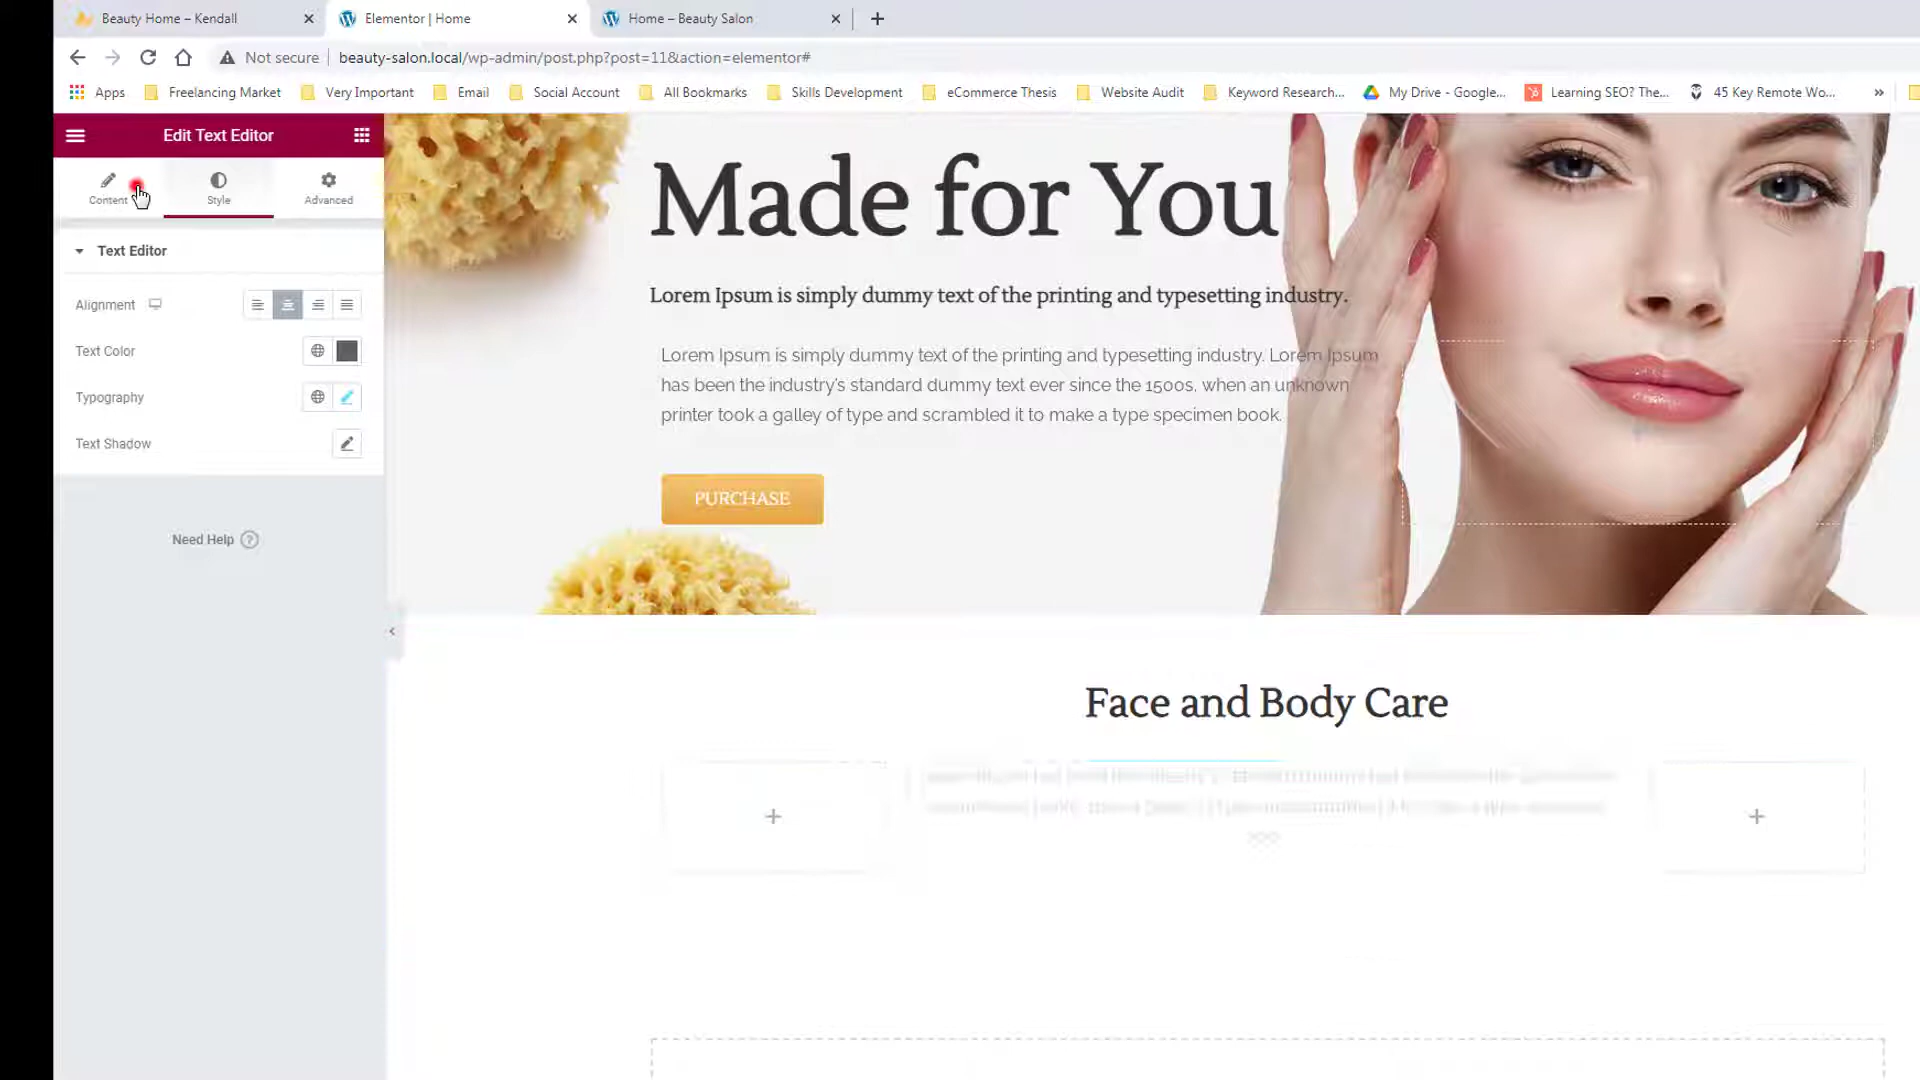 Beauty Home – Kendall
Elementor | Home
Home – Beauty Salon
Not secure
beauty-salon.local/wp-admin/post.php?post=11&action=elementor#
Apps
Freelancing Market
Very Important
Email
Social Account
All Bookmarks
Skills Development
eCommerce Thesis
Website Audit
Keyword Research...
My Drive - Google...
Learning SEO? The...
45 Key Remote Wo...
»
Edit Text Editor
Content
Style
Advanced
Text Editor
Alignment
Text Color
Typography
Text Shadow
Need Help
Made for You
Lorem Ipsum is simply dummy text of the printing and typesetting industry.
Lorem Ipsum is simply dummy text of the printing and typesetting industry. Lorem Ipsum
has been the industry's standard dummy text ever since the 1500s, when an unknown
printer took a galley of type and scrambled it to make a type specimen book.
PURCHASE
Face and Body Care